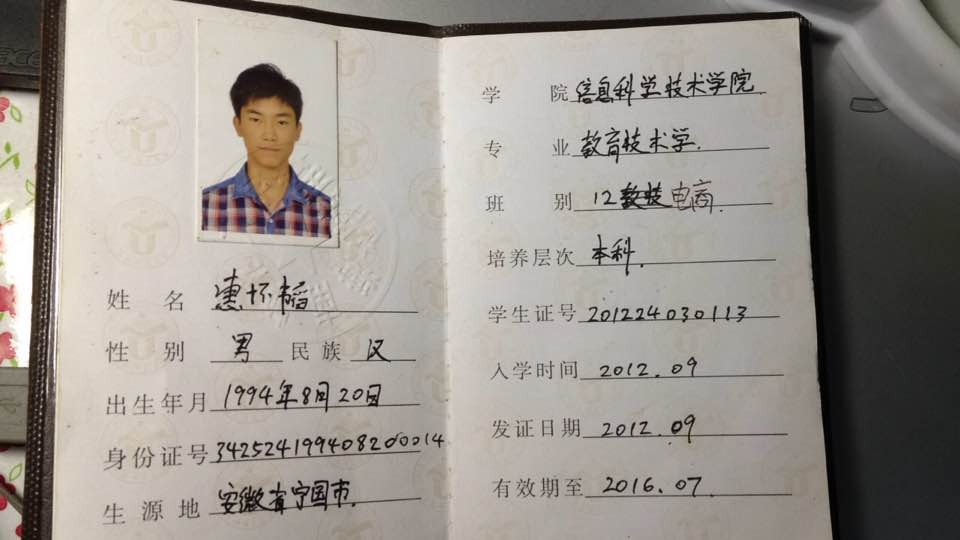 姓名 惠怀韬
性别 男 民族 汉
出生年月 1994年8月20日
身份证号 342524199408200014
生源地 安徽省宁国市.
学院 信息科学技术学院
专业 教育技术学.
班别 12教技电商.
培养层次 本科.
学生证号 201224030113
入学时间 2012.09
发证日期 2012.09
有效期至 2016.07.